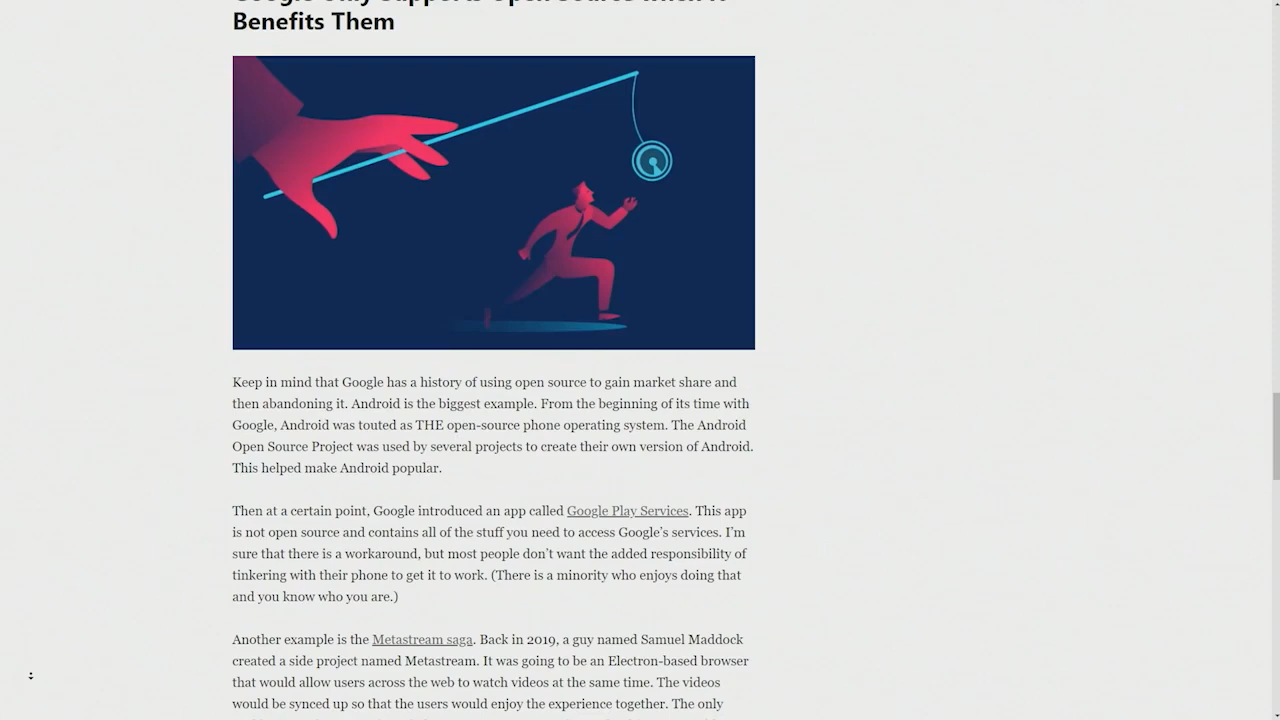 Google Only Supports Open Source when it
Benefits Them
Keep in mind that Google has a history of using open source to gain market share and
then abandoning it. Android is the biggest example. From the beginning of its time with
Google, Android was touted as THE open-source phone operating system. The Android
Open Source Project was used by several projects to create their own version of Android.
This helped make Android popular.
Then at a certain point, Google introduced an app called Google Play Services. This app
is not open source and contains all of the stuff you need to access Google’s services. I’m
sure that there is a workaround, but most people don’t want the added responsibility of
tinkering with their phone to get it to work. (There is a minority who enjoys doing that
and you know who you are.)
Another example is the Metastream saga. Back in 2019, a guy named Samuel Maddock
created a side project named Metastream. It was going to be an Electron-based browser
that would allow users across the web to watch videos at the same time. The videos
would be synced up so that the users would enjoy the experience together. The only